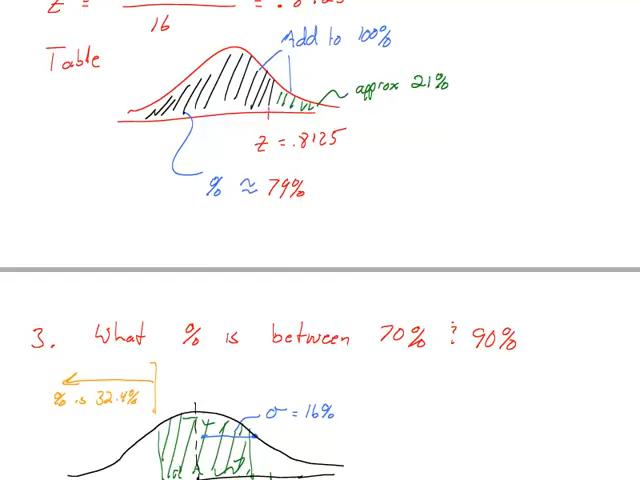 z = = .8125
16
Table
Add to 100%
approx 21%
z = .8125
% ≈ 79%
3. What % is between 70% & 90%
% is 32.4%
σ = 16%